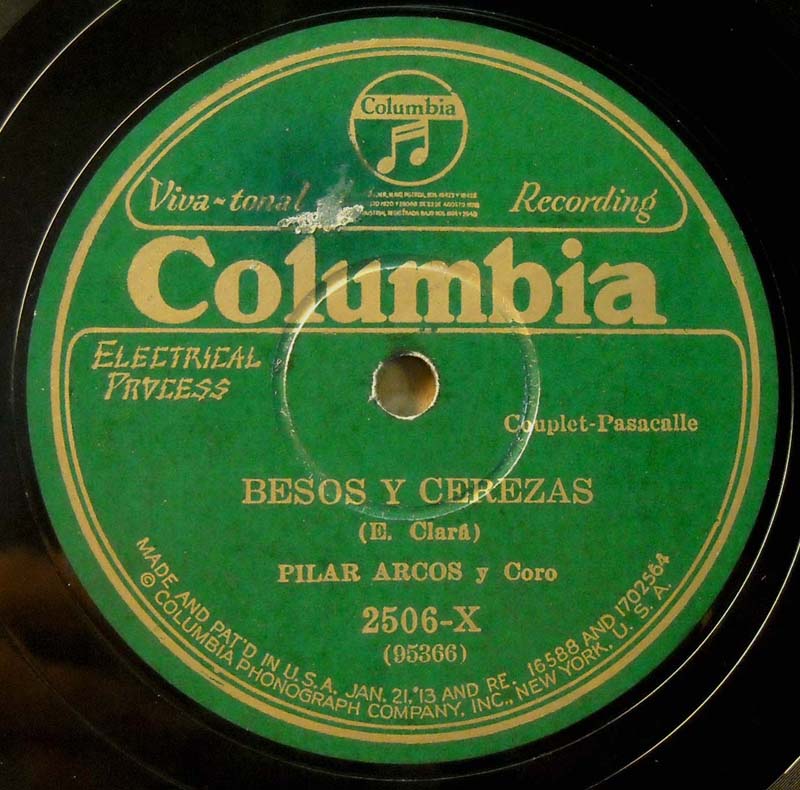 Columbia
Viva-tonal Recording
Columbia
ELECTRICAL
PROCESS
Couplet-Pasacalle
BESOS Y CEREZAS
(E. Clará)
PILAR ARCOS y Coro
2506-X
(95366)
MADE AND PAT'D IN U.S.A. JAN. 21, '13 AND RE. 16588 AND 1702564
© COLUMBIA PHONOGRAPH COMPANY, INC., NEW YORK, U.S.A.